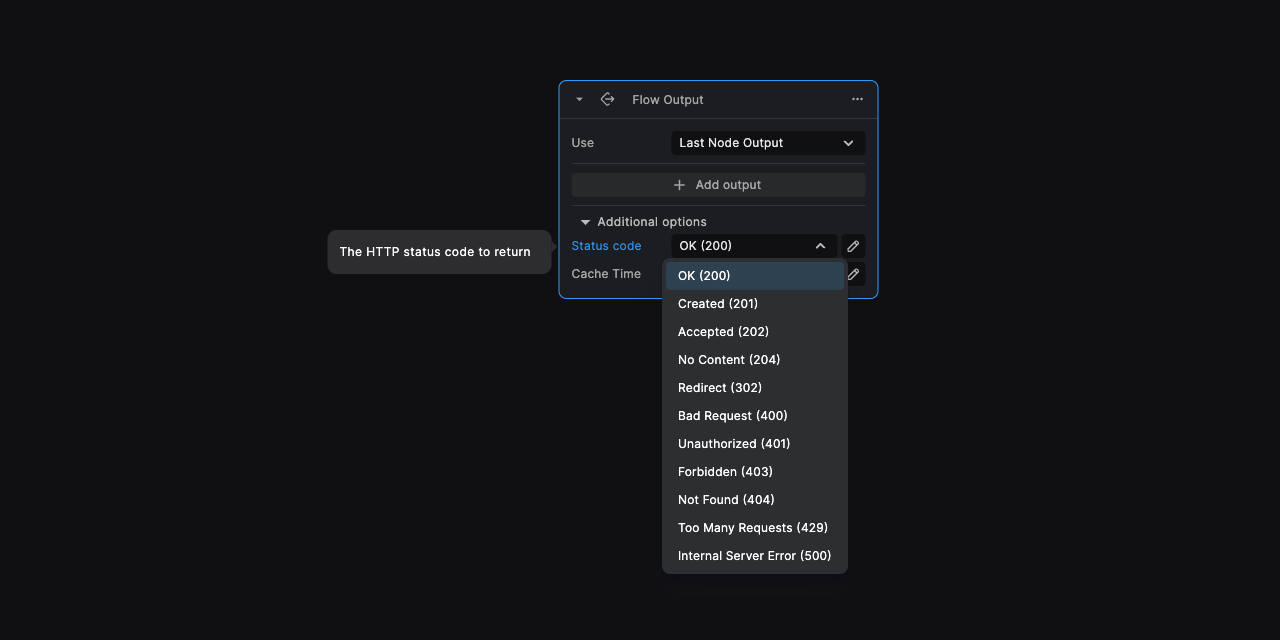 Flow Output
Use
Last Node Output
Add output
Additional options
The HTTP status code to return
Status code
OK (200)
Cache Time
OK (200)
Created (201)
Accepted (202)
No Content (204)
Redirect (302)
Bad Request (400)
Unauthorized (401)
Forbidden (403)
Not Found (404)
Too Many Requests (429)
Internal Server Error (500)